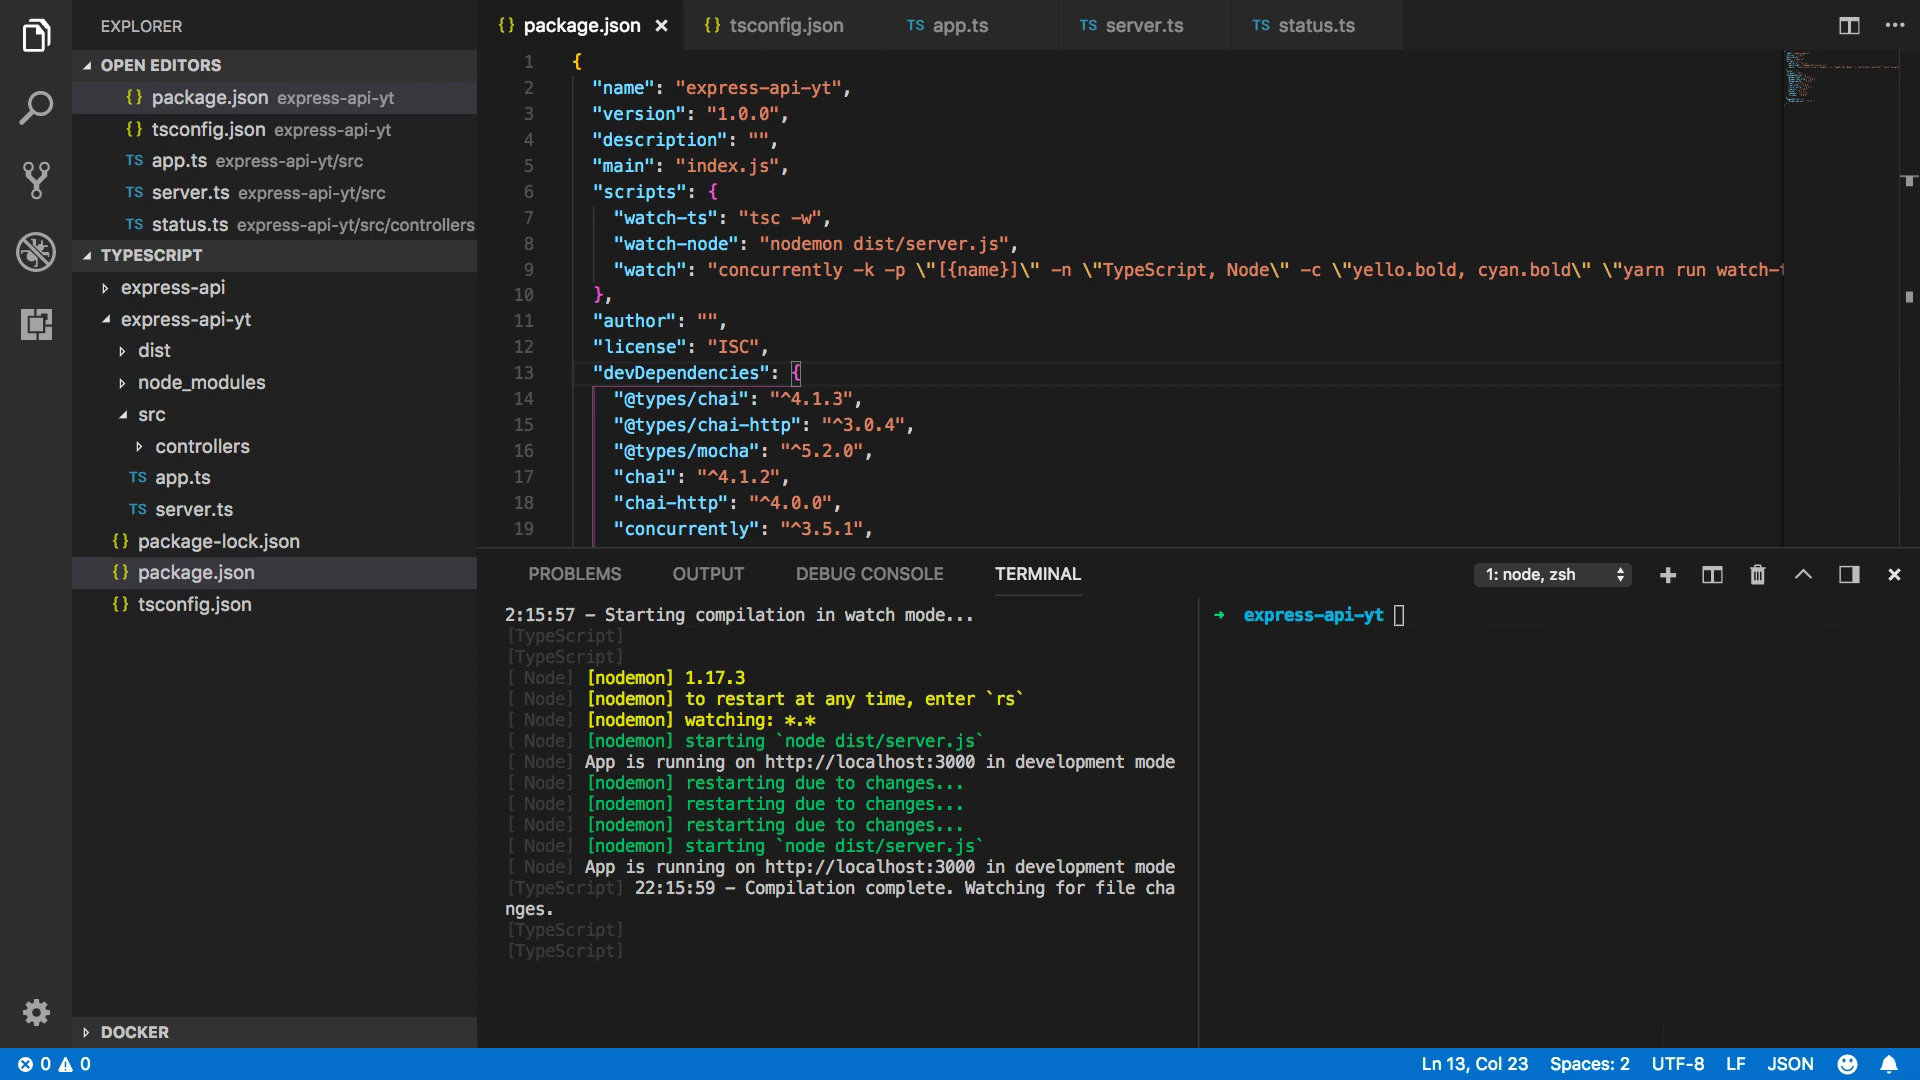 EXPLORER
OPEN EDITORS
{} package.json express-api-yt
{} tsconfig.json express-api-yt
TS app.ts express-api-yt/src
TS server.ts express-api-yt/src
TS status.ts express-api-yt/src/controllers
TYPESCRIPT
express-api
express-api-yt
dist
node_modules
src
controllers
TS app.ts
TS server.ts
{} package-lock.json
{} package.json
{} tsconfig.json
DOCKER
{} package.json × {} tsconfig.json TS app.ts TS server.ts TS status.ts
1 {
2 "name": "express-api-yt",
3 "version": "1.0.0",
4 "description": "",
5 "main": "index.js",
6 "scripts": {
7 "watch-ts": "tsc -w",
8 "watch-node": "nodemon dist/server.js",
9 "watch": "concurrently -k -p \"[{name}]\" -n \"TypeScript, Node\" -c \"yello.bold, cyan.bold\" \"yarn run watch-t
10 },
11 "author": "",
12 "license": "ISC",
13 "devDependencies": {
14 "@types/chai": "^4.1.3",
15 "@types/chai-http": "^3.0.4",
16 "@types/mocha": "^5.2.0",
17 "chai": "^4.1.2",
18 "chai-http": "^4.0.0",
19 "concurrently": "^3.5.1",
PROBLEMS OUTPUT DEBUG CONSOLE TERMINAL 1: node, zsh
2:15:57 - Starting compilation in watch mode...
[TypeScript]
[TypeScript]
[ Node] [nodemon] 1.17.3
[ Node] [nodemon] to restart at any time, enter `rs`
[ Node] [nodemon] watching: *.*
[ Node] [nodemon] starting `node dist/server.js`
[ Node] App is running on http://localhost:3000 in development mode
[ Node] [nodemon] restarting due to changes...
[ Node] [nodemon] restarting due to changes...
[ Node] [nodemon] restarting due to changes...
[ Node] [nodemon] starting `node dist/server.js`
[ Node] App is running on http://localhost:3000 in development mode
[TypeScript] 22:15:59 - Compilation complete. Watching for file cha
nges.
[TypeScript]
[TypeScript]
➜ express-api-yt
0 0
Ln 13, Col 23 Spaces: 2 UTF-8 LF JSON